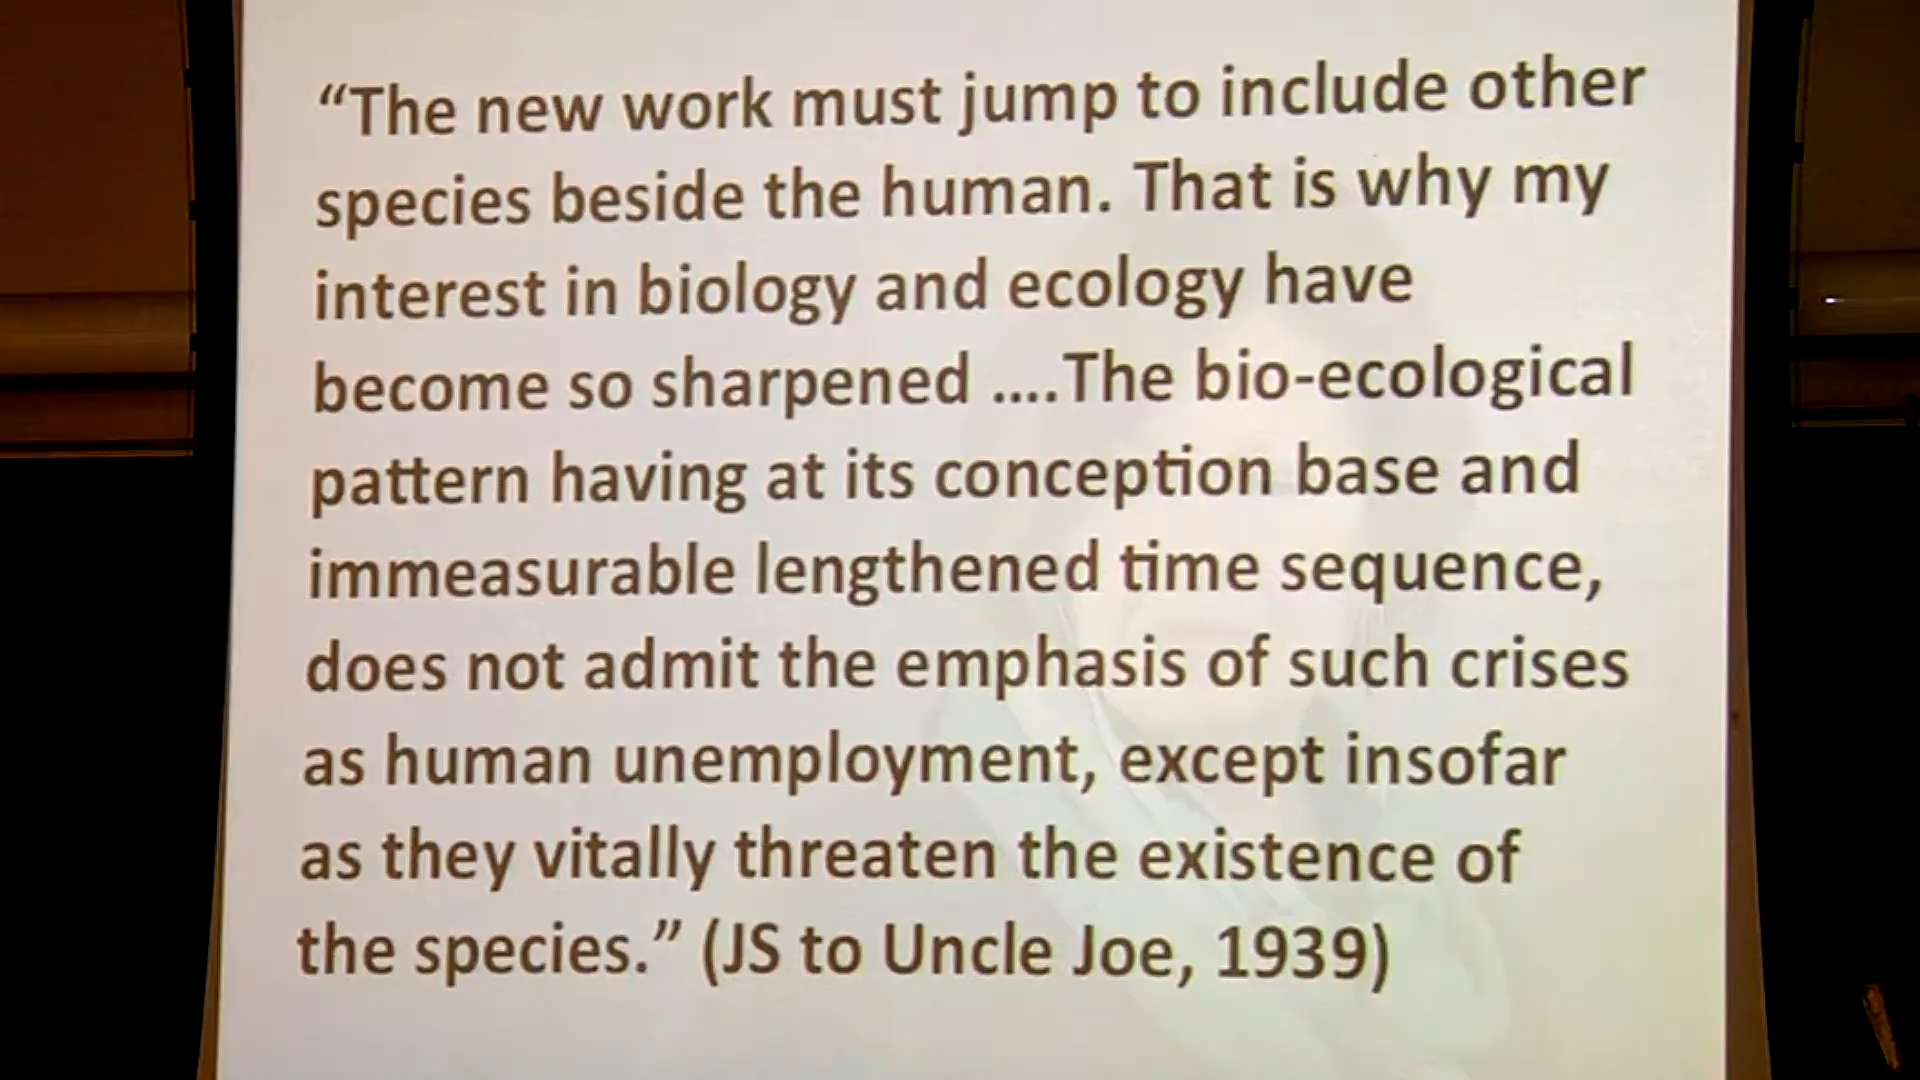 “The new work must jump to include other
species beside the human. That is why my
interest in biology and ecology have
become so sharpened ....The bio-ecological
pattern having at its conception base and
immeasurable lengthened time sequence,
does not admit the emphasis of such crises
as human unemployment, except insofar
as they vitally threaten the existence of
the species.” (JS to Uncle Joe, 1939)